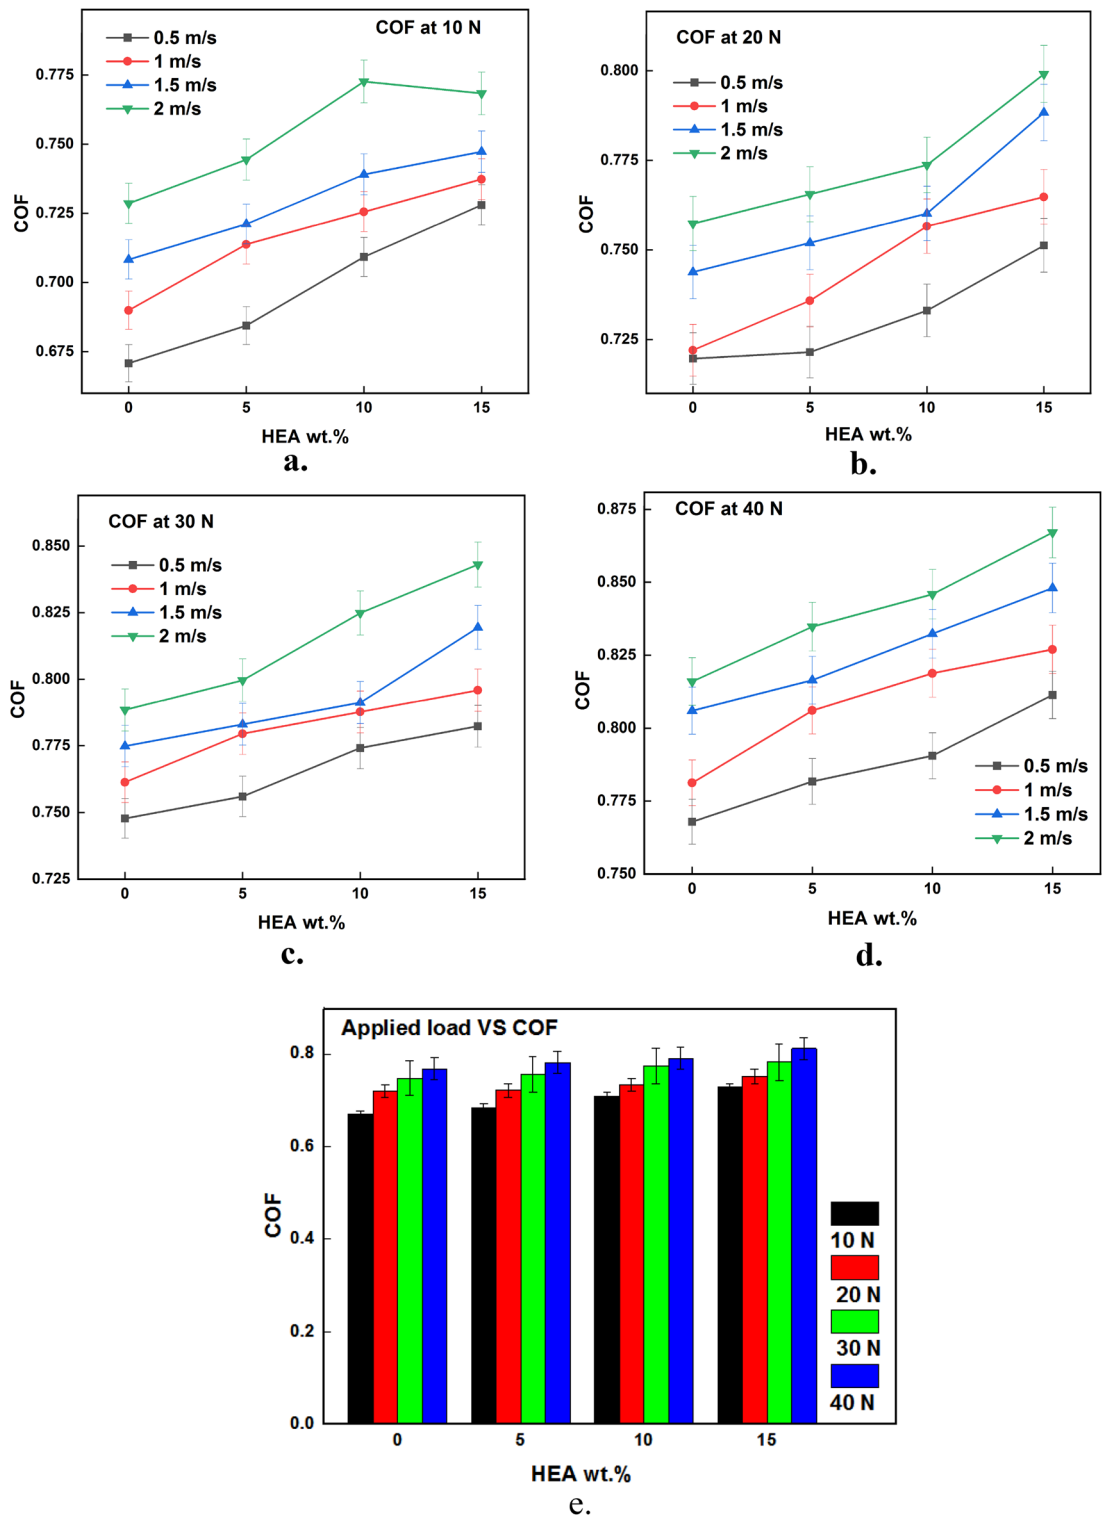 COF at 10 N
0.5 m/s
1 m/s
1.5 m/s
2 m/s
0.775
0.750
0.725
0.700
0.675
COF
0 5 10 15
HEA wt.%
a.
COF at 20 N
0.5 m/s
1 m/s
1.5 m/s
2 m/s
0.800
0.775
0.750
0.725
COF
0 5 10 15
HEA wt.%
b.
COF at 30 N
0.5 m/s
1 m/s
1.5 m/s
2 m/s
0.850
0.825
0.800
0.775
0.750
0.725
COF
0 5 10 15
HEA wt.%
c.
COF at 40 N
0.875
0.850
0.825
0.800
0.775
0.750
COF
0.5 m/s
1 m/s
1.5 m/s
2 m/s
0 5 10 15
HEA wt.%
d.
Applied load VS COF
0.8
0.6
0.4
0.2
0.0
COF
10 N
20 N
30 N
40 N
0 5 10 15
HEA wt.%
e.